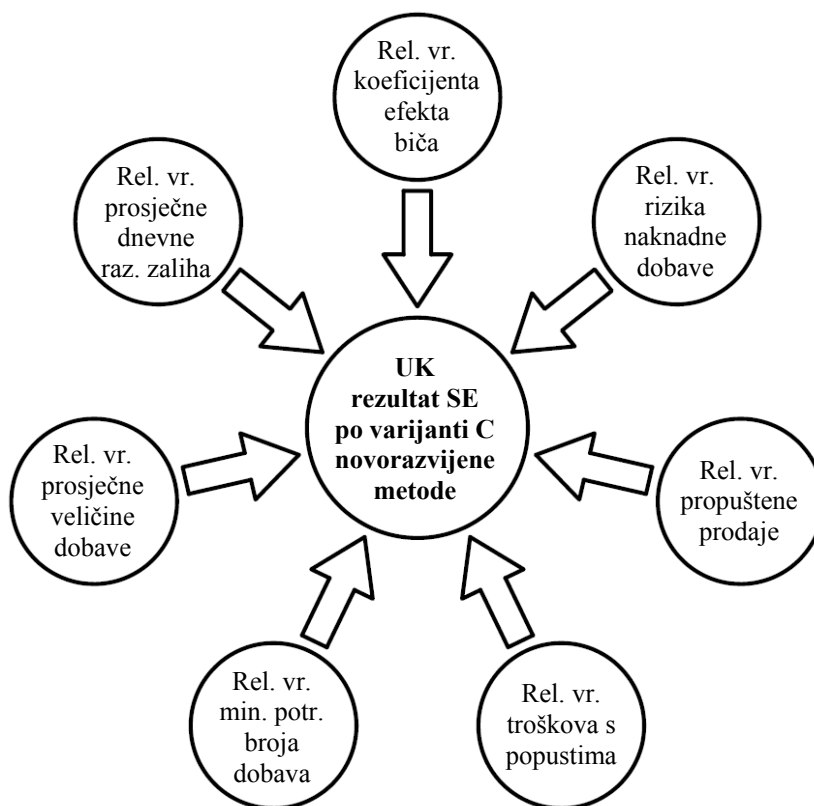 Rel. vr.
koeficijenta
efekta
biča
Rel. vr.
prosječne
dnevne
raz. zaliha
Rel. vr.
rizika
naknadne
dobave
UK
rezultat SE
po varijanti C
novorazvijene
metode
Rel. vr.
prosječne
veličine
dobave
Rel. vr.
propuštene
prodaje
Rel. vr.
min. potr.
broja
dobava
Rel. vr.
troškova s
popustima